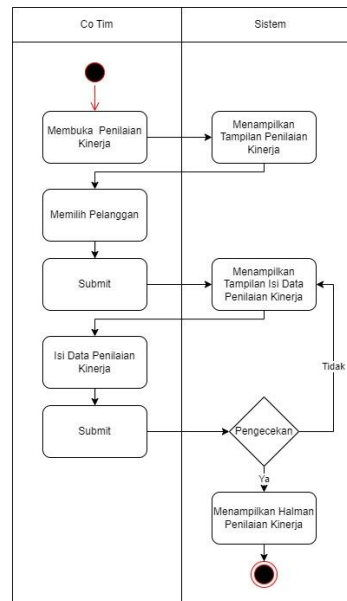 Co Tim
Sistem
Membuka Penilaian
Kinerja
Menampilkan
Tampilan Penilaian
Kinerja
Memilih Pelanggan
Submit
Menampilkan
Tampilan Isi Data
Penilaian Kinerja
Isi Data Penilaian
Kinerja
Tidak
Submit
Pengecekan
Ya
Menampilkan Halman
Penilaian Kinerja